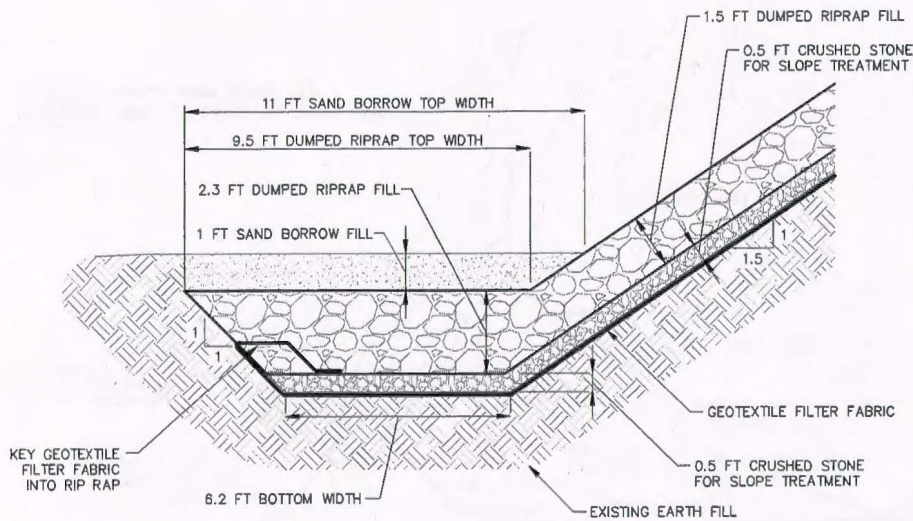 1.5 FT DUMPED RIPRAP FILL
0.5 FT CRUSHED STONE
FOR SLOPE TREATMENT
11 FT SAND BORROW TOP WIDTH
9.5 FT DUMPED RIPRAP TOP WIDTH
2.3 FT DUMPED RIPRAP FILL
1 FT SAND BORROW FILL
1
1.5
1
1
GEOTEXTILE FILTER FABRIC
KEY GEOTEXTILE
FILTER FABRIC
INTO RIP RAP
0.5 FT CRUSHED STONE
FOR SLOPE TREATMENT
6.2 FT BOTTOM WIDTH
EXISTING EARTH FILL